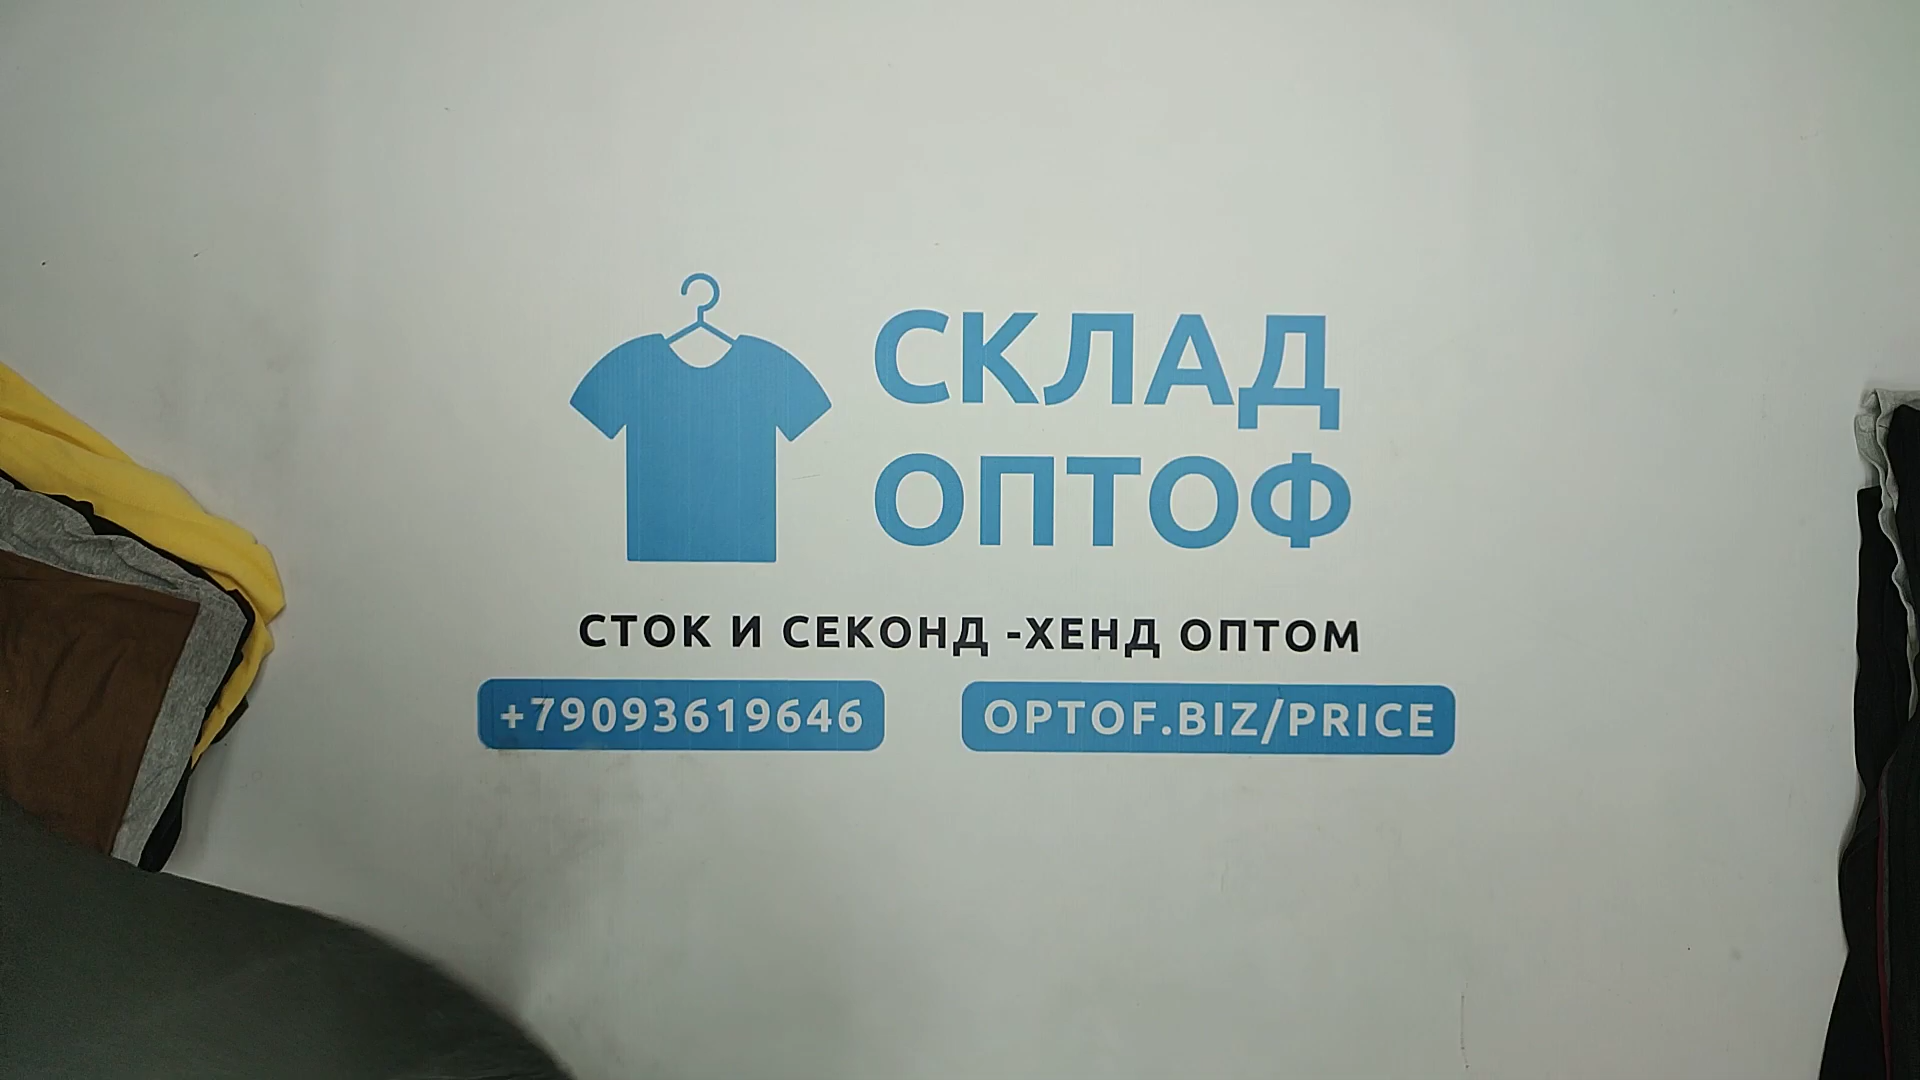 СКЛАД
ОПТОФ
СТОК И СЕКОНД -ХЕНД ОПТОМ
+79093619646
OPTOF.BIZ/PRICE